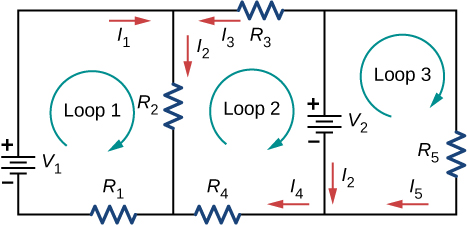 I1
I2
I3
R3
Loop 1
R2
Loop 2
+
V2
−
Loop 3
+
V1
−
R1
R4
I4
I2
I5
R5